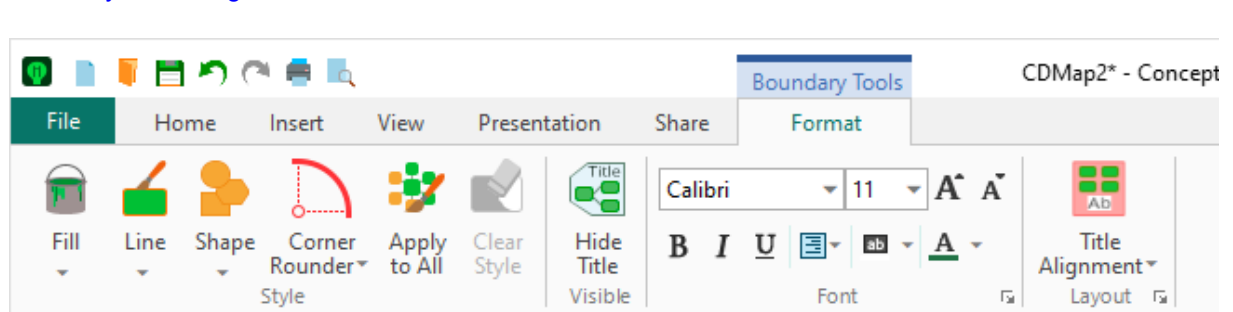 Boundary Tools
CDMap2* - Concept
File Home Insert View Presentation Share Format
Title
Calibri 11 A A
Ab
Fill Line Shape Corner Rounder Apply to All Clear Style Hide Title B I U ab A Title Alignment
Style Visible Font Layout